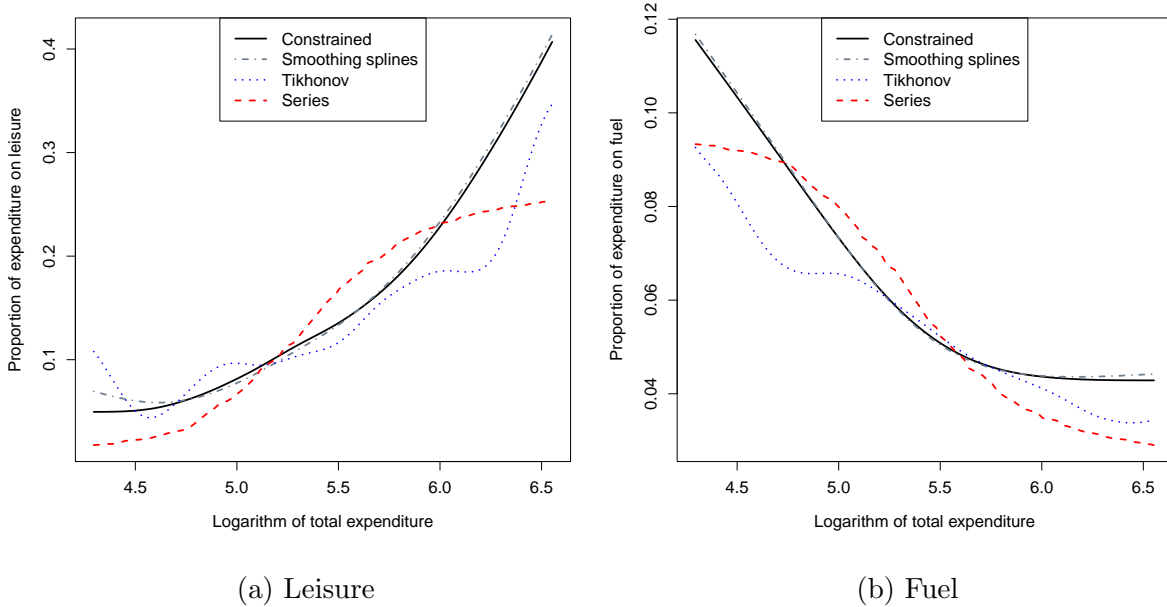 Proportion of expenditure on leisure
0.4
0.3
0.2
0.1
Constrained
Smoothing splines
Tikhonov
Series
4.5 5.0 5.5 6.0 6.5
Logarithm of total expenditure
(a) Leisure
Proportion of expenditure on fuel
0.12
0.10
0.08
0.06
0.04
Constrained
Smoothing splines
Tikhonov
Series
4.5 5.0 5.5 6.0 6.5
Logarithm of total expenditure
(b) Fuel